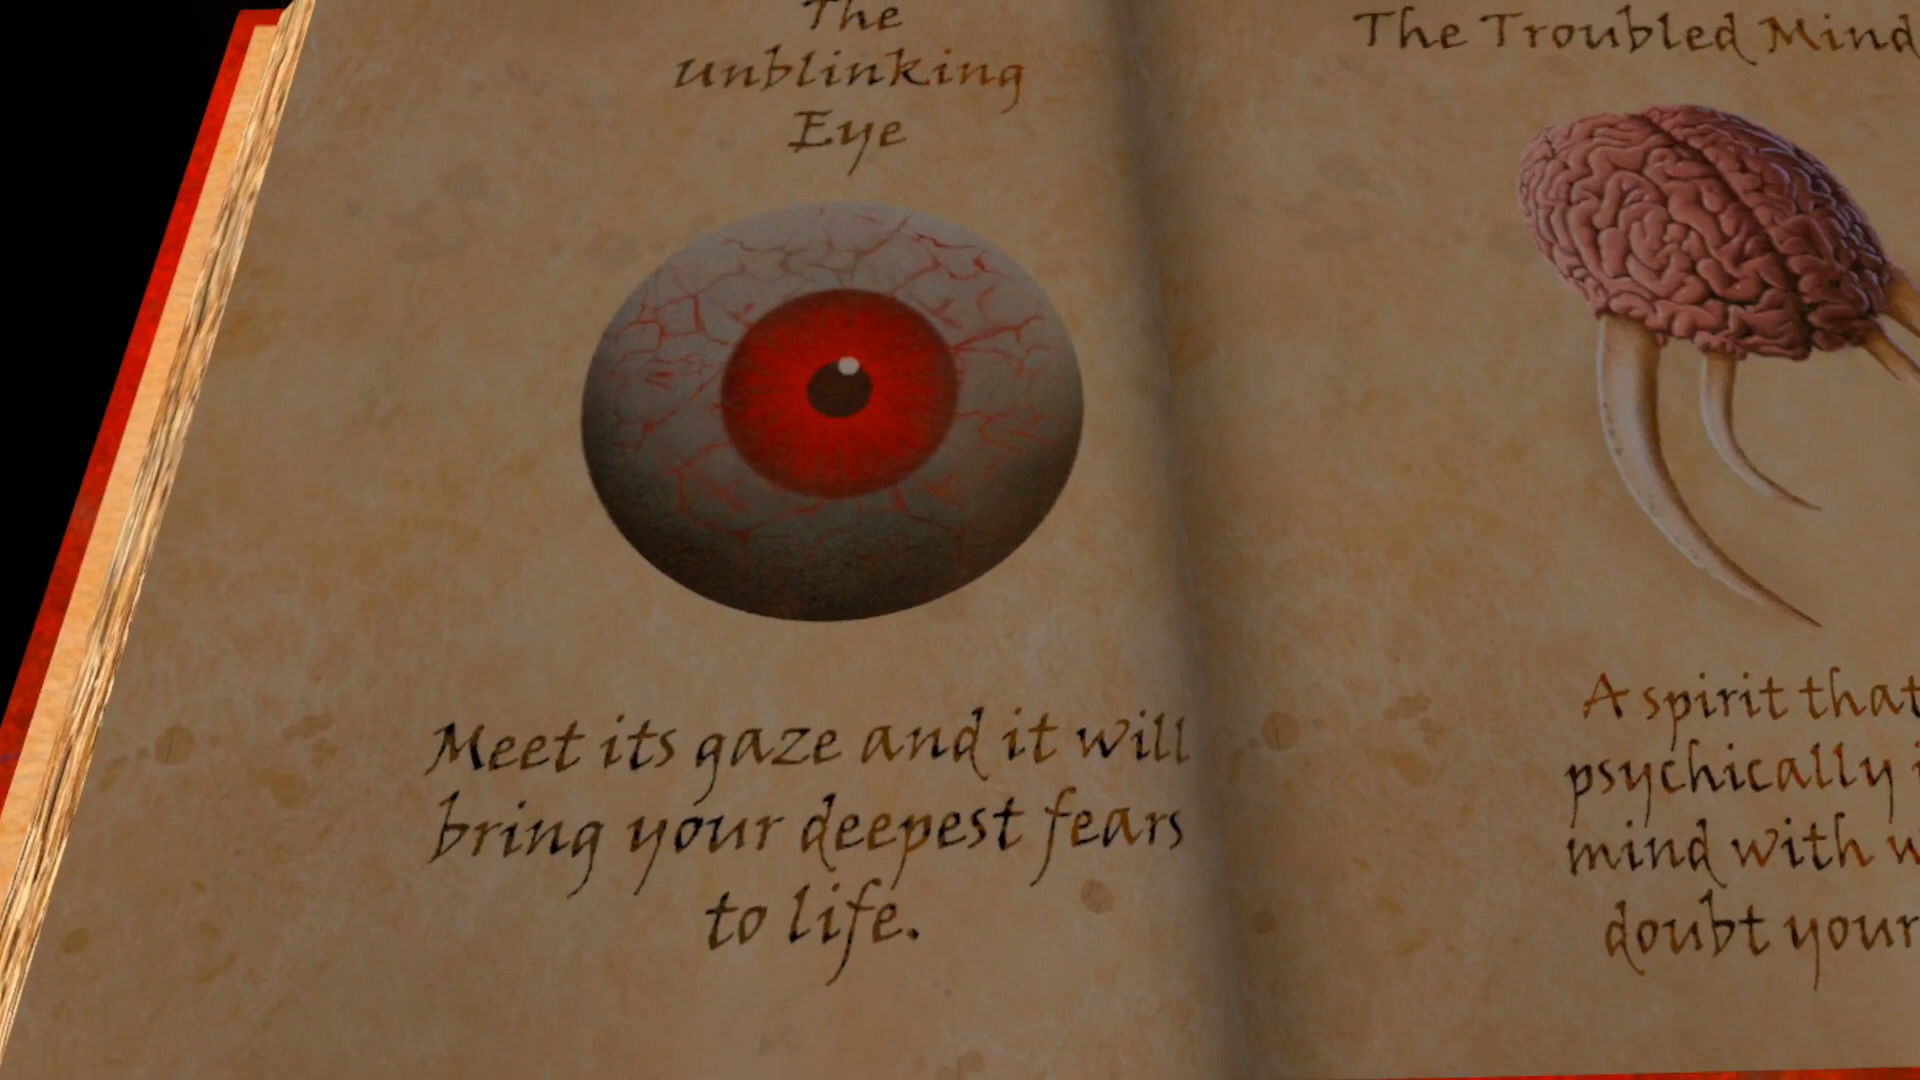 The
Unblinking
Eye
Meet its gaze and it will
bring your deepest fears
to life.
The Troubled Mind
A spirit that
psychically
mind with
doubt your